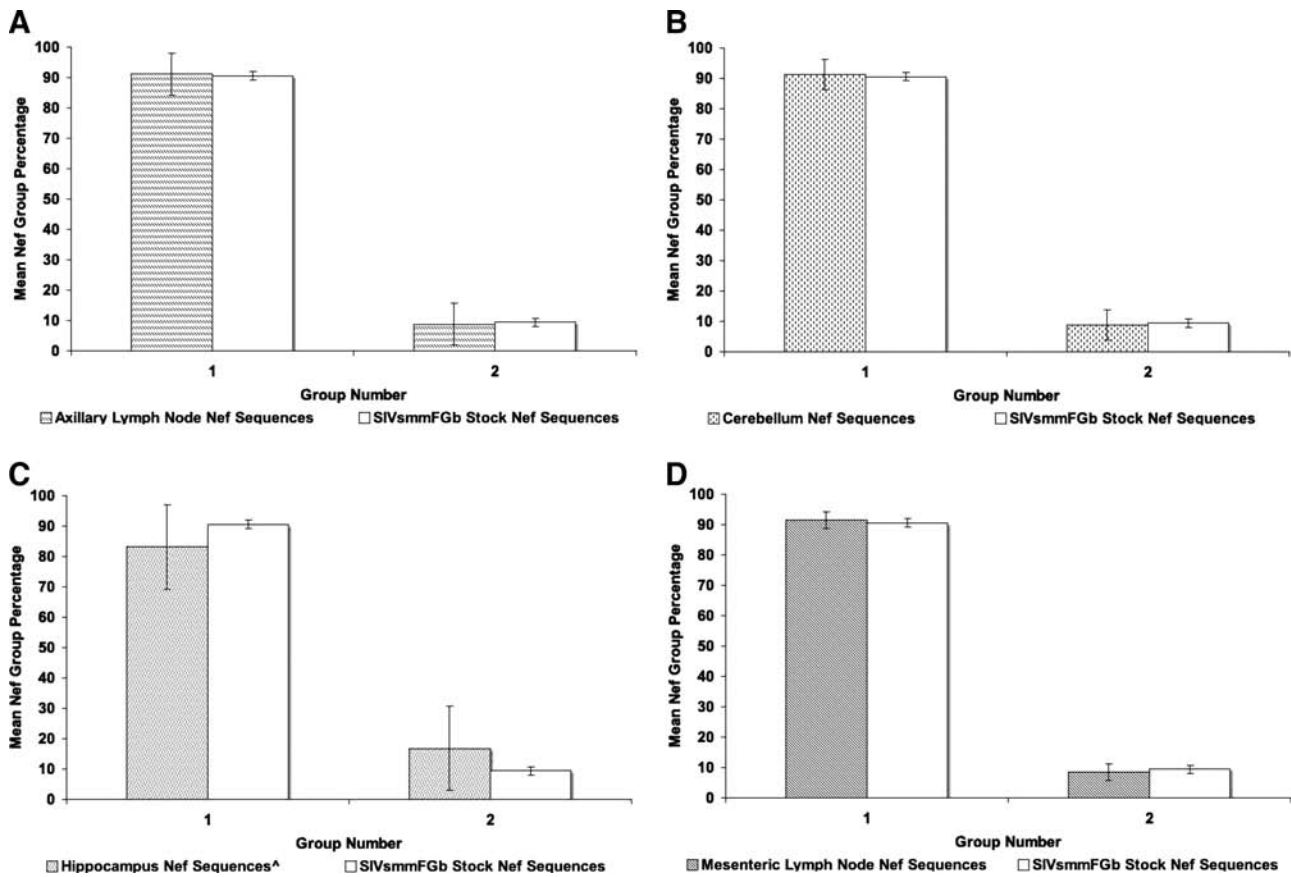 A
Mean Nef Group Percentage
100
90
80
70
60
50
40
30
20
10
0
1
2
Group Number
Axillary Lymph Node Nef Sequences
SIVsmmFGb Stock Nef Sequences
B
Mean Nef Group Percentage
100
90
80
70
60
50
40
30
20
10
0
1
2
Group Number
Cerebellum Nef Sequences
SIVsmmFGb Stock Nef Sequences
C
Mean Nef Group Percentage
100
90
80
70
60
50
40
30
20
10
0
1
2
Group Number
Hippocampus Nef Sequences^
SIVsmmFGb Stock Nef Sequences
D
Mean Nef Group Percentage
100
90
80
70
60
50
40
30
20
10
0
1
2
Group Number
Mesenteric Lymph Node Nef Sequences
SIVsmmFGb Stock Nef Sequences